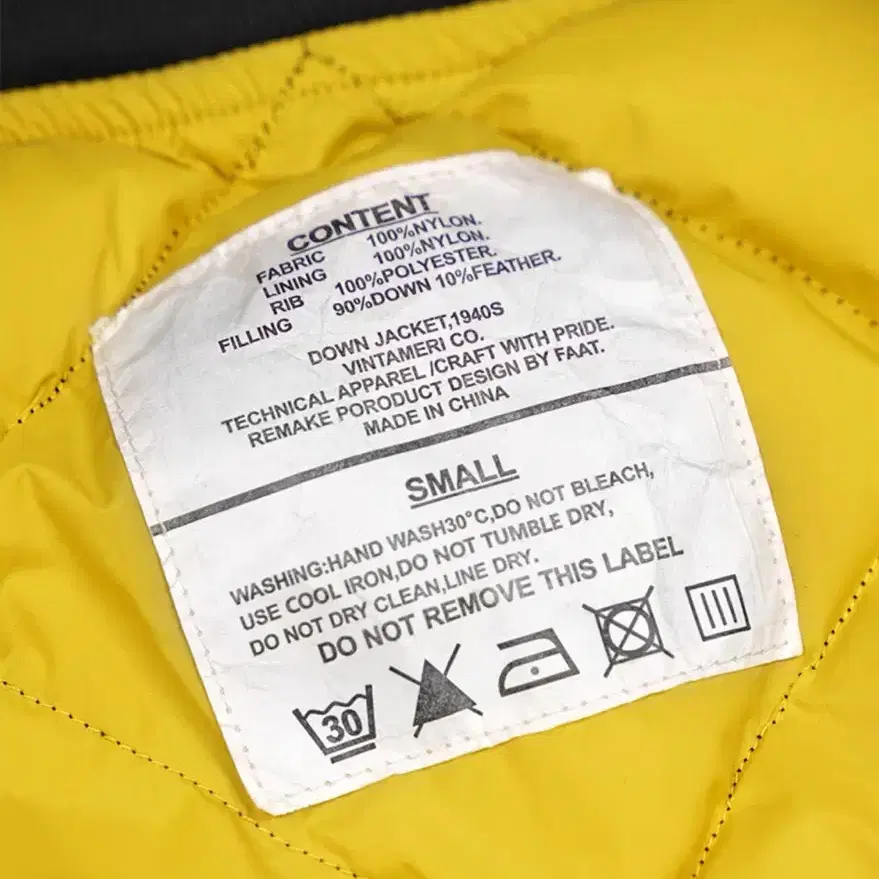 CONTENT
FABRIC 100%NYLON.
LINING 100%NYLON.
RIB 100%POLYESTER.
FILLING 90%DOWN 10%FEATHER.
DOWN JACKET,1940S
VINTAMERI CO.
TECHNICAL APPAREL /CRAFT WITH PRIDE.
REMAKE PORODUCT DESIGN BY FAAT.
MADE IN CHINA
SMALL
WASHING:HAND WASH30°C,DO NOT BLEACH,
USE COOL IRON,DO NOT TUMBLE DRY,
DO NOT DRY CLEAN,LINE DRY.
DO NOT REMOVE THIS LABEL
30